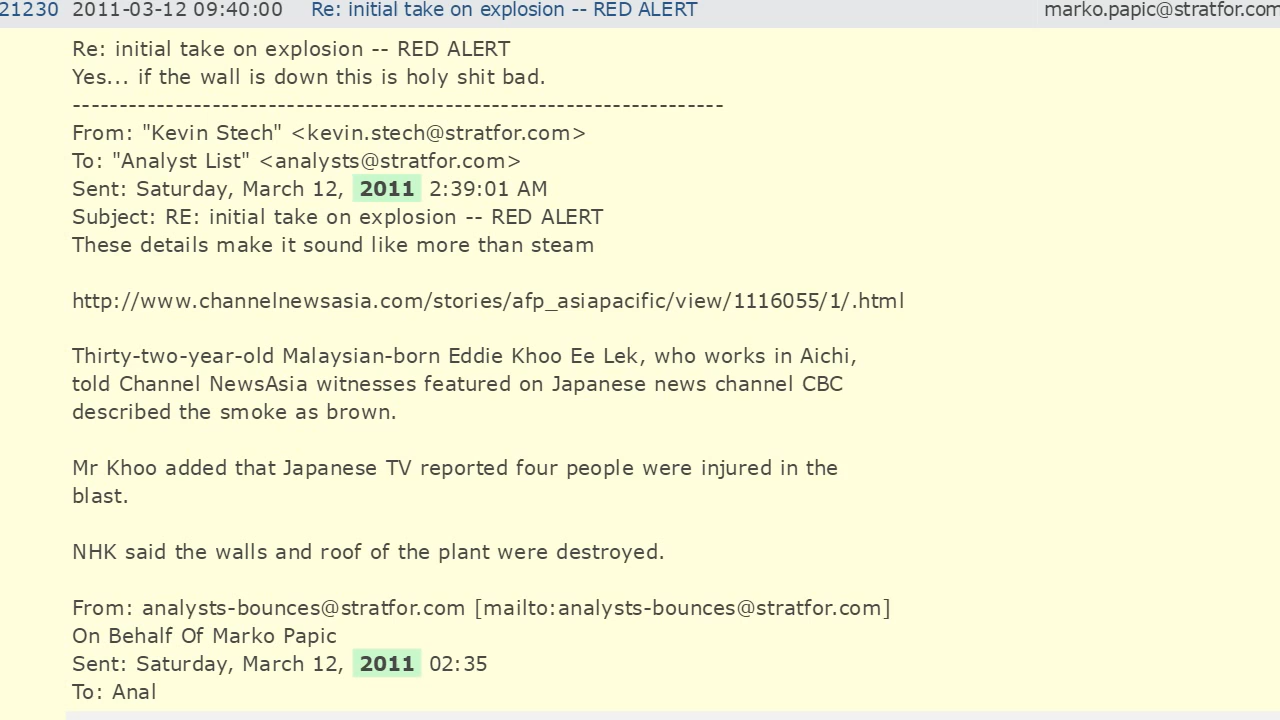 21230 2011-03-12 09:40:00 Re: initial take on explosion -- RED ALERT marko.papic@stratfor.com
Re: initial take on explosion -- RED ALERT
Yes... if the wall is down this is holy shit bad.
----------------------------------------------------------------------
From: "Kevin Stech" <kevin.stech@stratfor.com>
To: "Analyst List" <analysts@stratfor.com>
Sent: Saturday, March 12, 2011 2:39:01 AM
Subject: RE: initial take on explosion -- RED ALERT
These details make it sound like more than steam
http://www.channelnewsasia.com/stories/afp_asiapacific/view/1116055/1/.html
Thirty-two-year-old Malaysian-born Eddie Khoo Ee Lek, who works in Aichi,
told Channel NewsAsia witnesses featured on Japanese news channel CBC
described the smoke as brown.
Mr Khoo added that Japanese TV reported four people were injured in the
blast.
NHK said the walls and roof of the plant were destroyed.
From: analysts-bounces@stratfor.com [mailto:analysts-bounces@stratfor.com]
On Behalf Of Marko Papic
Sent: Saturday, March 12, 2011 02:35
To: Anal